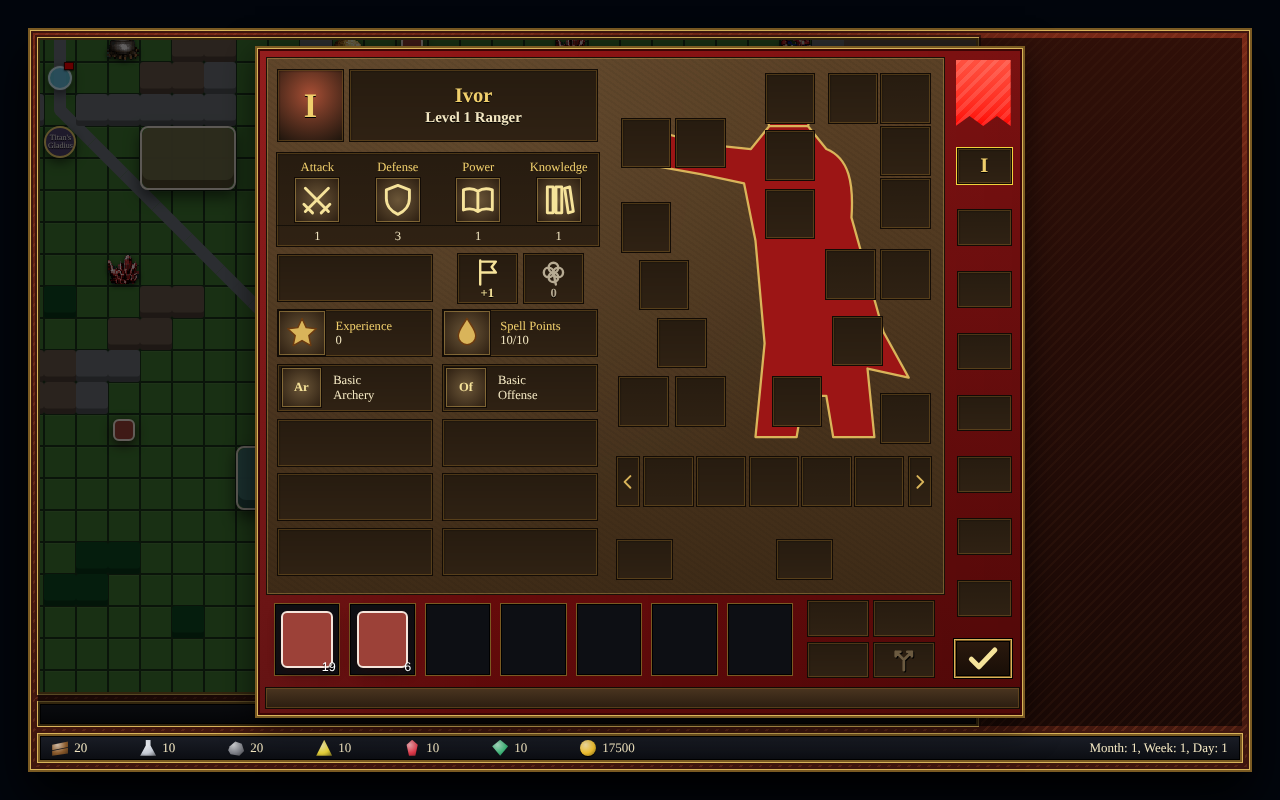 Titan's
Gladius
I
Ivor
Level 1 Ranger
I
Attack
Defense
Power
Knowledge
1
3
1
1
+1
0
Experience
0
Spell Points
10/10
Ar
Basic
Archery
Of
Basic
Offense
19
6
20
10
20
10
10
10
17500
Month: 1, Week: 1, Day: 1